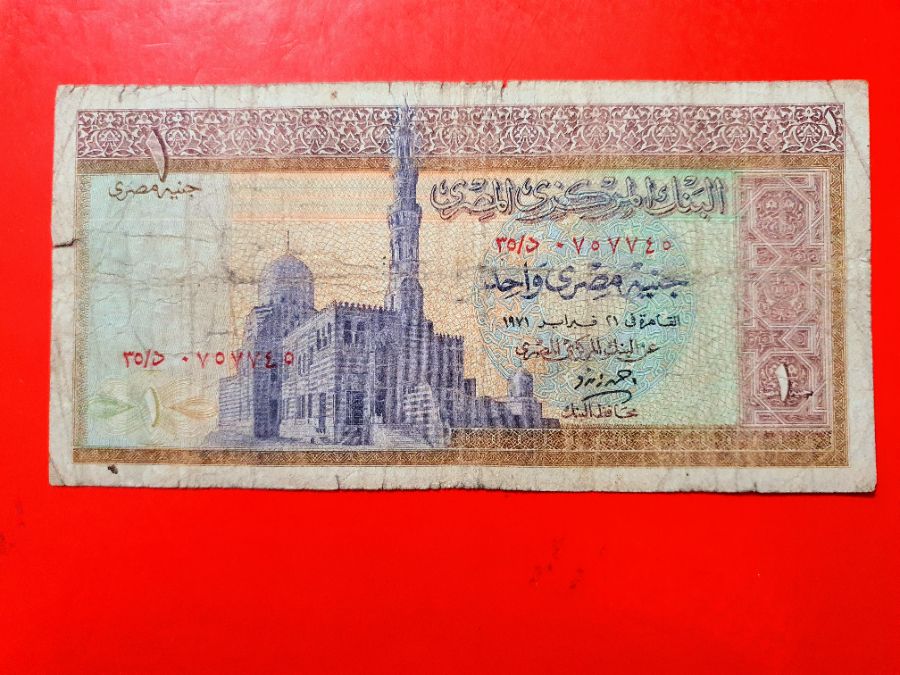 ١
جنيه مصرى
البنك المركزى المصرى
٣٥/د ٠٧٥٧٧٤٥
جنيه مصرى واحد
القاهرة فى ٢١ فبراير ١٩٧١
عن البنك المركزى المصرى
محافظ البنك
٣٥/د ٠٧٥٧٧٤٥
١
١
١